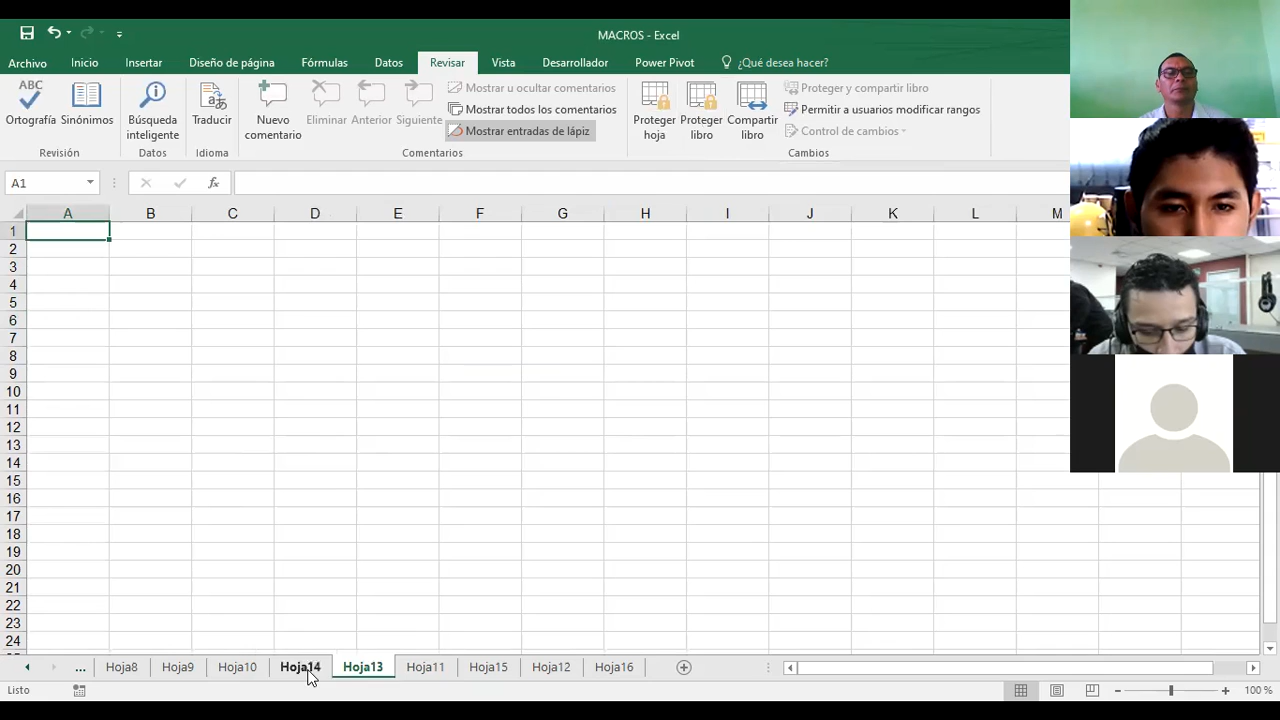 MACROS - Excel
Archivo Inicio Insertar Diseño de página Fórmulas Datos Revisar Vista Desarrollador Power Pivot ¿Qué desea hacer?
ABC
Ortografía Sinónimos
Revisión
Búsqueda inteligente
Datos
Traducir
Idioma
Nuevo comentario
Eliminar Anterior Siguiente
Mostrar u ocultar comentarios
Mostrar todos los comentarios
Mostrar entradas de lápiz
Comentarios
Proteger hoja
Proteger libro
Compartir libro
Proteger y compartir libro
Permitir a usuarios modificar rangos
Control de cambios
Cambios
A1 fx
A B C D E F G H I J K L M
1
2
3
4
5
6
7
8
9
10
11
12
13
14
15
16
17
18
19
20
21
22
23
24
... Hoja8 Hoja9 Hoja10 Hoja14 Hoja13 Hoja11 Hoja15 Hoja12 Hoja16
Listo 100 %